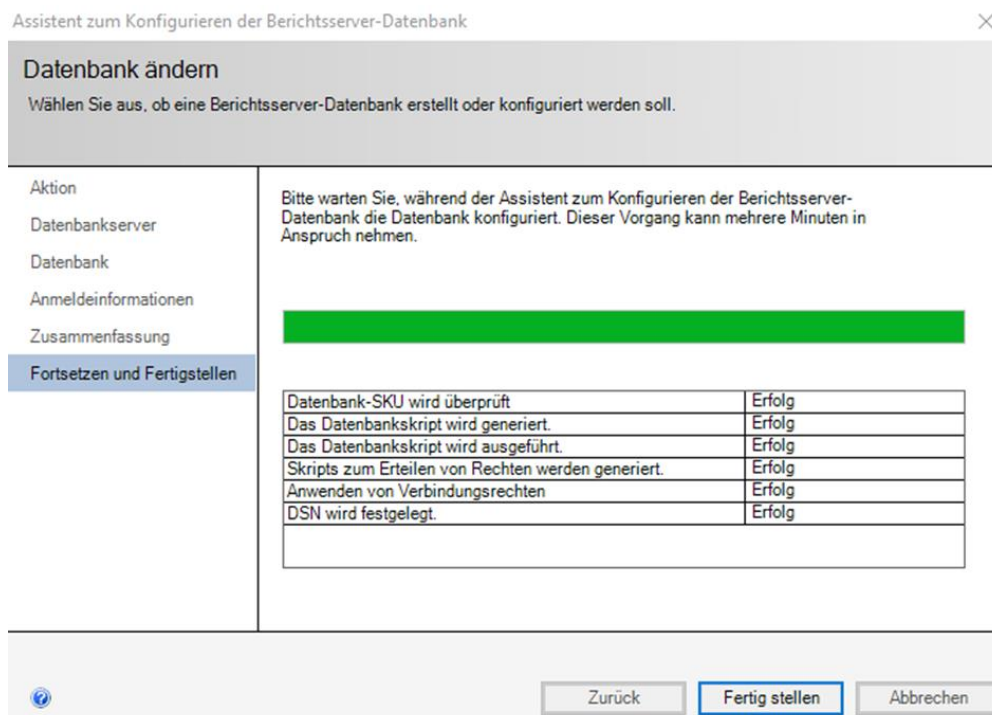 Assistent zum Konfigurieren der Berichtsserver-Datenbank
Datenbank ändern
Wählen Sie aus, ob eine Berichtsserver-Datenbank erstellt oder konfiguriert werden soll.
Aktion
Datenbankserver
Datenbank
Anmeldeinformationen
Zusammenfassung
Fortsetzen und Fertigstellen
Bitte warten Sie, während der Assistent zum Konfigurieren der Berichtsserver-
Datenbank die Datenbank konfiguriert. Dieser Vorgang kann mehrere Minuten in
Anspruch nehmen.
Datenbank-SKU wird überprüft Erfolg
Das Datenbankskript wird generiert. Erfolg
Das Datenbankskript wird ausgeführt. Erfolg
Skripts zum Erteilen von Rechten werden generiert. Erfolg
Anwenden von Verbindungsrechten Erfolg
DSN wird festgelegt. Erfolg
? Zurück Fertig stellen Abbrechen